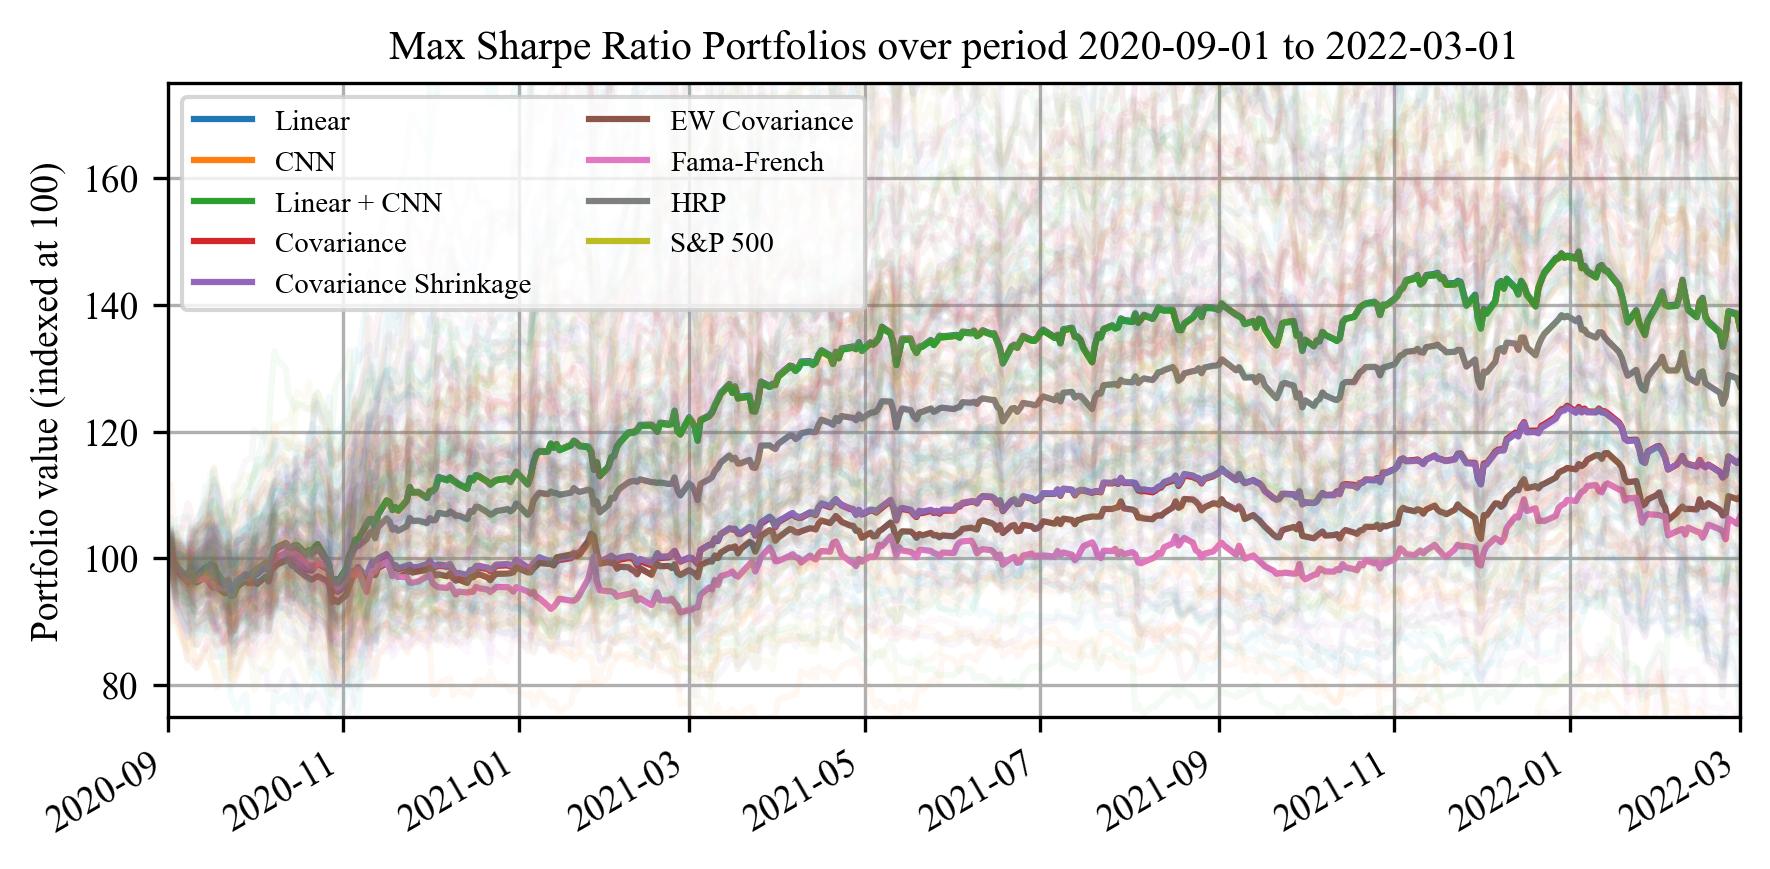 Max Sharpe Ratio Portfolios over period 2020-09-01 to 2022-03-01
Portfolio value (indexed at 100)
160
140
120
100
80
Linear
CNN
Linear + CNN
Covariance
Covariance Shrinkage
EW Covariance
Fama-French
HRP
S&P 500
2020-09
2020-11
2021-01
2021-03
2021-05
2021-07
2021-09
2021-11
2022-01
2022-03